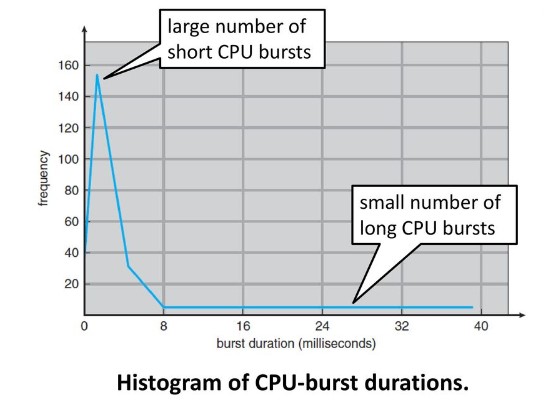 large number of
short CPU bursts
160
140
120
100
80
60
40
20
frequency
small number of
long CPU bursts
0 8 16 24 32 40
burst duration (milliseconds)
Histogram of CPU-burst durations.